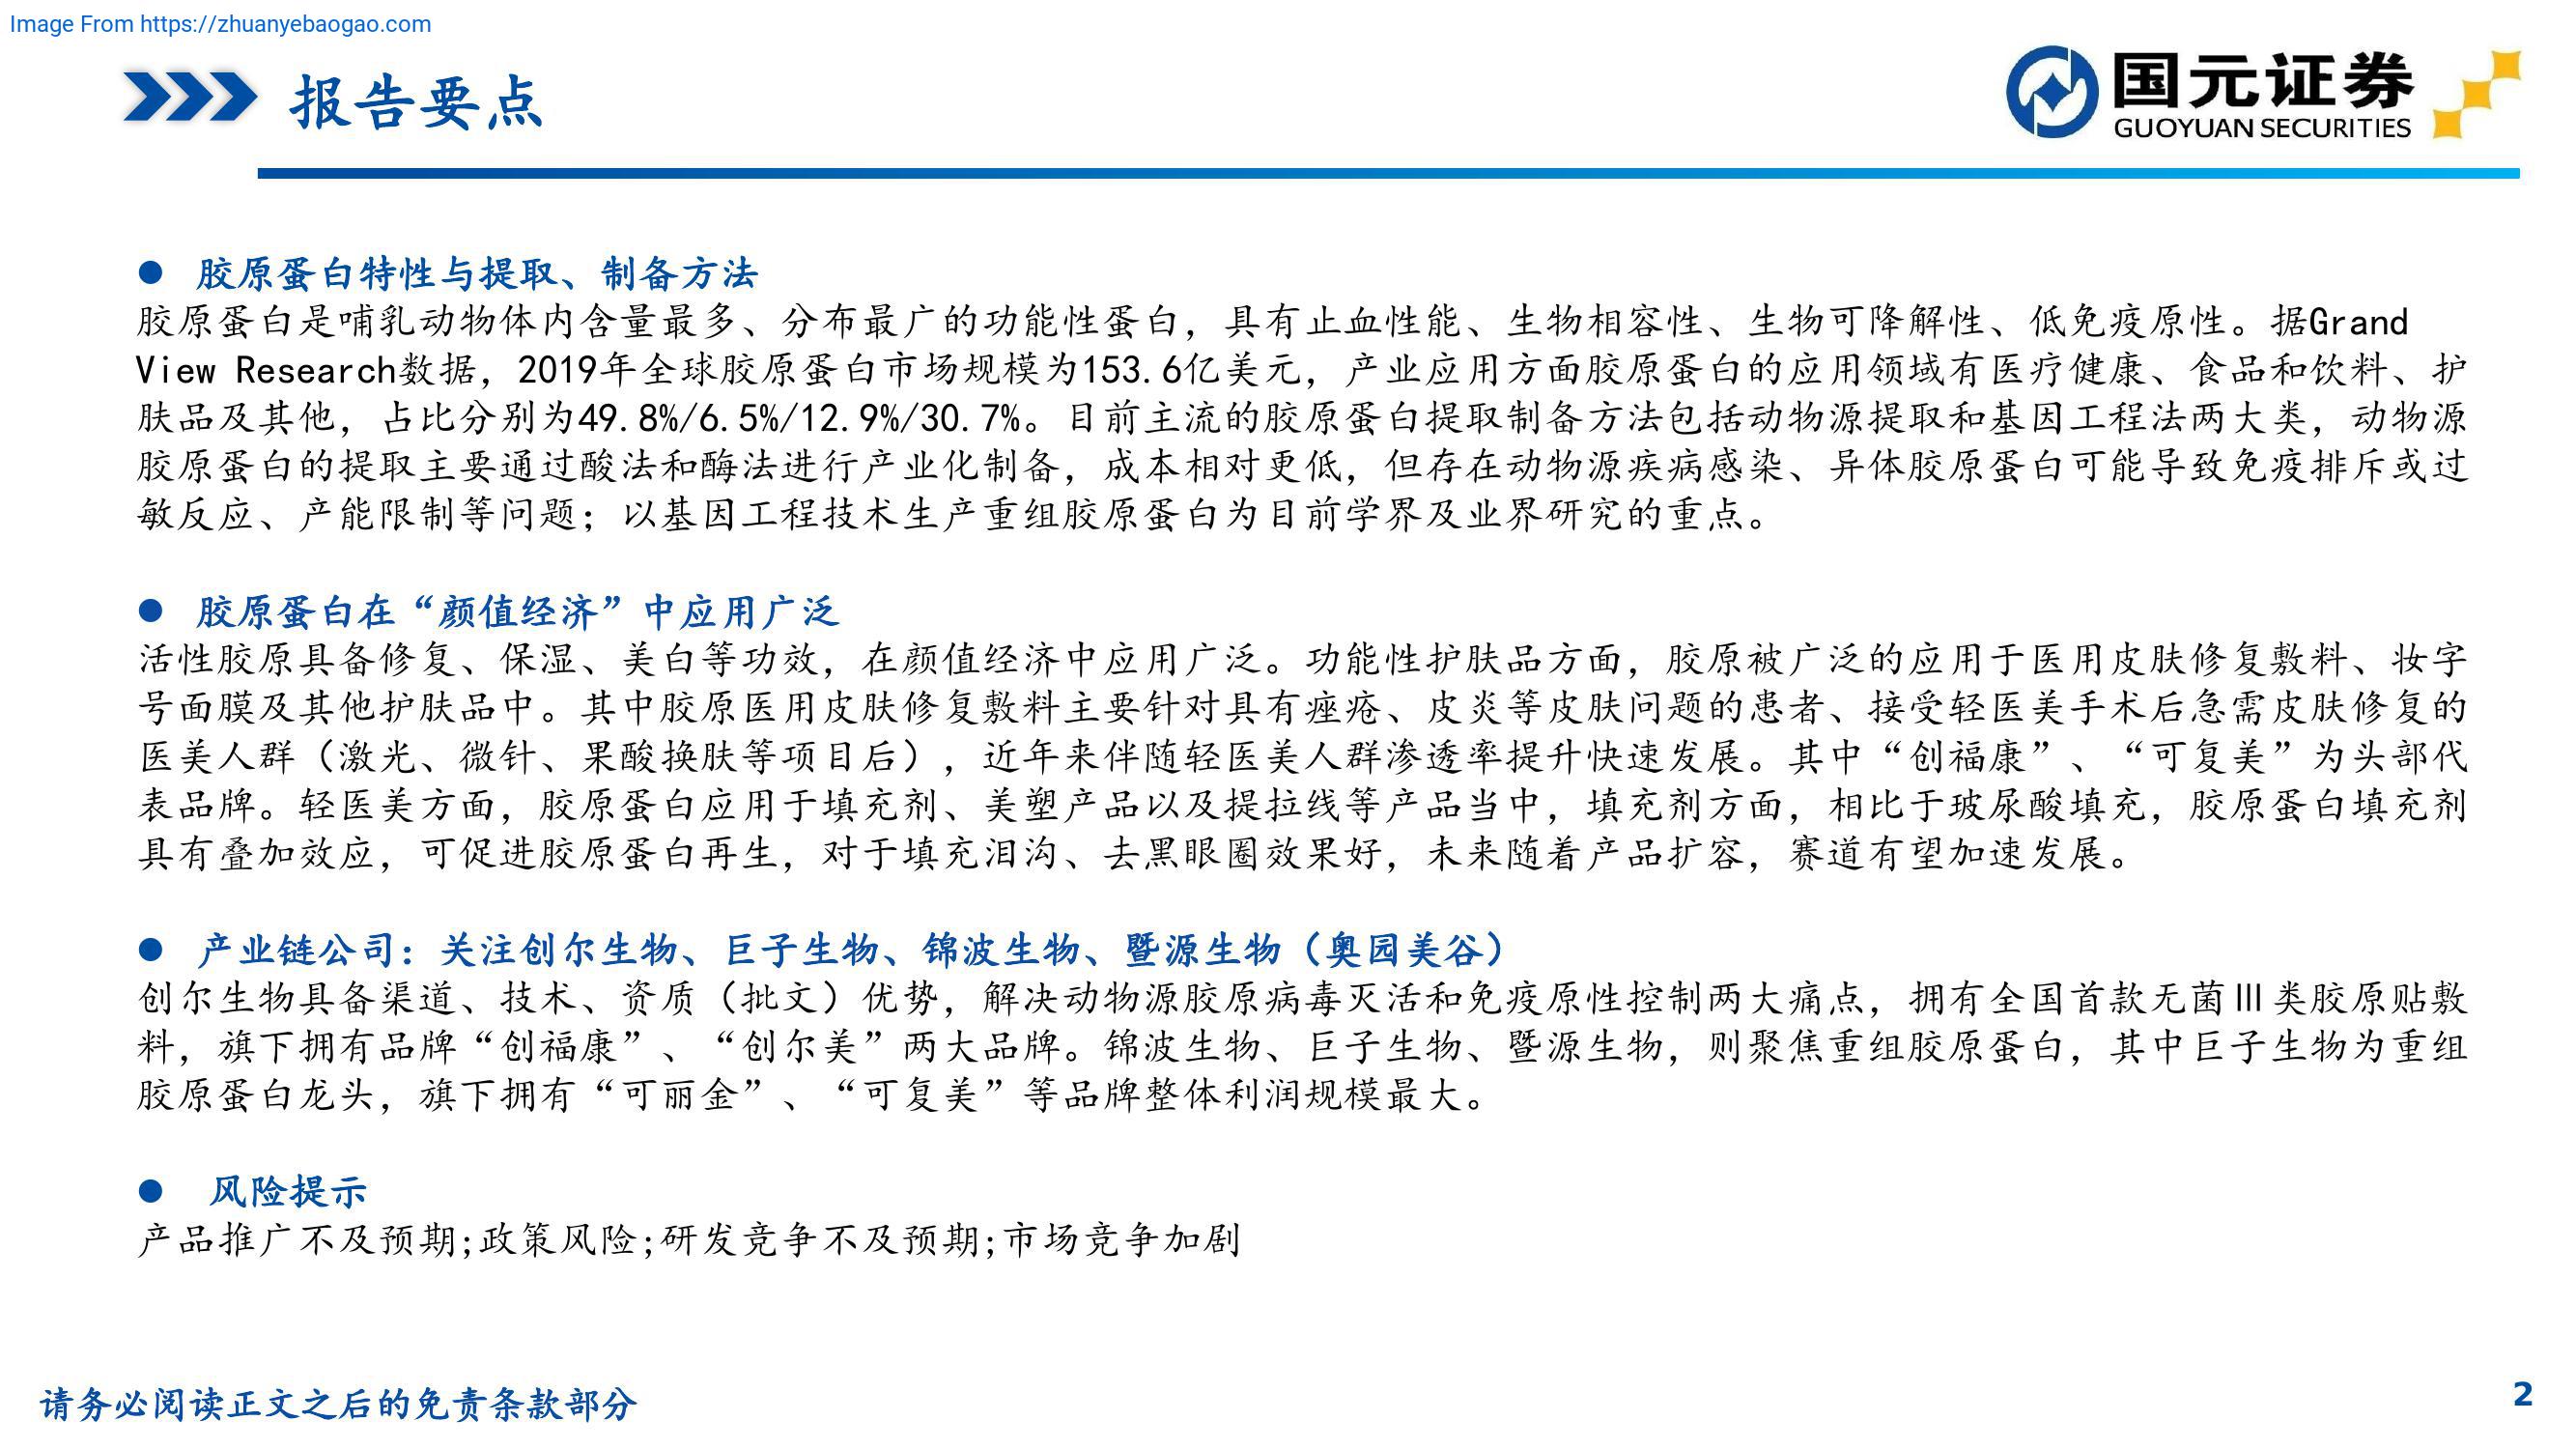 Image From https://zhuanyebaogao.com
报告要点
国元证券
GUOYUAN SECURITIES
● 胶原蛋白特性与提取、制备方法
胶原蛋白是哺乳动物体内含量最多、分布最广的功能性蛋白，具有止血性能、生物相容性、生物可降解性、低免疫原性。据Grand
View Research数据，2019年全球胶原蛋白市场规模为153.6亿美元，产业应用方面胶原蛋白的应用领域有医疗健康、食品和饮料、护
肤品及其他，占比分别为49.8%/6.5%/12.9%/30.7%。目前主流的胶原蛋白提取制备方法包括动物源提取和基因工程法两大类，动物源
胶原蛋白的提取主要通过酸法和酶法进行产业化制备，成本相对更低，但存在动物源疾病感染、异体胶原蛋白可能导致免疫排斥或过
敏反应、产能限制等问题；以基因工程技术生产重组胶原蛋白为目前学界及业界研究的重点。
● 胶原蛋白在“颜值经济”中应用广泛
活性胶原具备修复、保湿、美白等功效，在颜值经济中应用广泛。功能性护肤品方面，胶原被广泛的应用于医用皮肤修复敷料、妆字
号面膜及其他护肤品中。其中胶原医用皮肤修复敷料主要针对具有痤疮、皮炎等皮肤问题的患者、接受轻医美手术后急需皮肤修复的
医美人群（激光、微针、果酸换肤等项目后），近年来伴随轻医美人群渗透率提升快速发展。其中“创福康”、“可复美”为头部代
表品牌。轻医美方面，胶原蛋白应用于填充剂、美塑产品以及提拉线等产品当中，填充剂方面，相比于玻尿酸填充，胶原蛋白填充剂
具有叠加效应，可促进胶原蛋白再生，对于填充泪沟、去黑眼圈效果好，未来随着产品扩容，赛道有望加速发展。
● 产业链公司：关注创尔生物、巨子生物、锦波生物、暨源生物（奥园美谷）
创尔生物具备渠道、技术、资质（批文）优势，解决动物源胶原病毒灭活和免疫原性控制两大痛点，拥有全国首款无菌Ⅲ类胶原贴敷
料，旗下拥有品牌“创福康”、“创尔美”两大品牌。锦波生物、巨子生物、暨源生物，则聚焦重组胶原蛋白，其中巨子生物为重组
胶原蛋白龙头，旗下拥有“可丽金”、“可复美”等品牌整体利润规模最大。
● 风险提示
产品推广不及预期;政策风险;研发竞争不及预期;市场竞争加剧
请务必阅读正文之后的免责条款部分
2